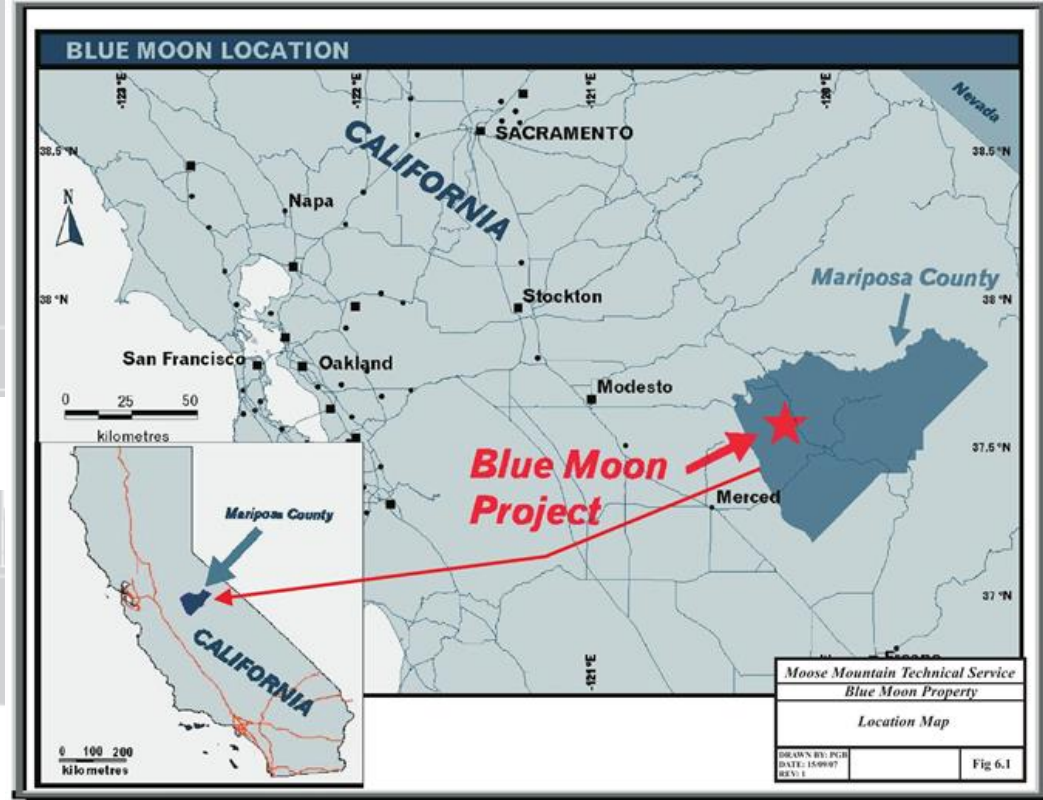 BLUE MOON LOCATION
-123°E
-122°E
-121°E
-120°E
Nevada
SACRAMENTO
CALIFORNIA
38.5°N
38.5°N
N
Napa
Mariposa County
38°N
38°N
Stockton
San Francisco
Oakland
Modesto
0 25 50
kilometres
37.5°N
Blue Moon
Project
Merced
Mariposa County
37°N
CALIFORNIA
-121°E
Fresno
0 100 200
kilometres
Moose Mountain Technical Service
Blue Moon Property
Location Map
DRAWN BY: PGB
DATE: 15/09/07
REV: 1
Fig 6.1